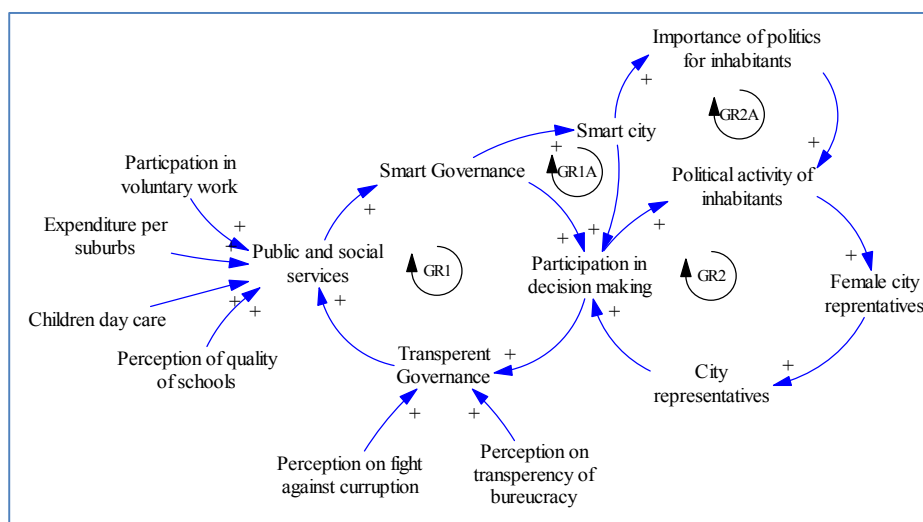 Importance of politics
for inhabitants
+
GR2A
Smart city
+
+
Particpation in
voluntary work
Smart Governance
GR1A
Political activity of
inhabitants
+
Expenditure per
suburbs
+
+
Public and social
services
GR1
+
+
+
Participation in
decision making
GR2
+
Female city
reprentatives
Children day care
+
+
+
+
Perception of quality
of schools
Transperent
Governance
+
City
representatives
+
+
+
Perception on fight
against curruption
Perception on
transperency of
bureucracy